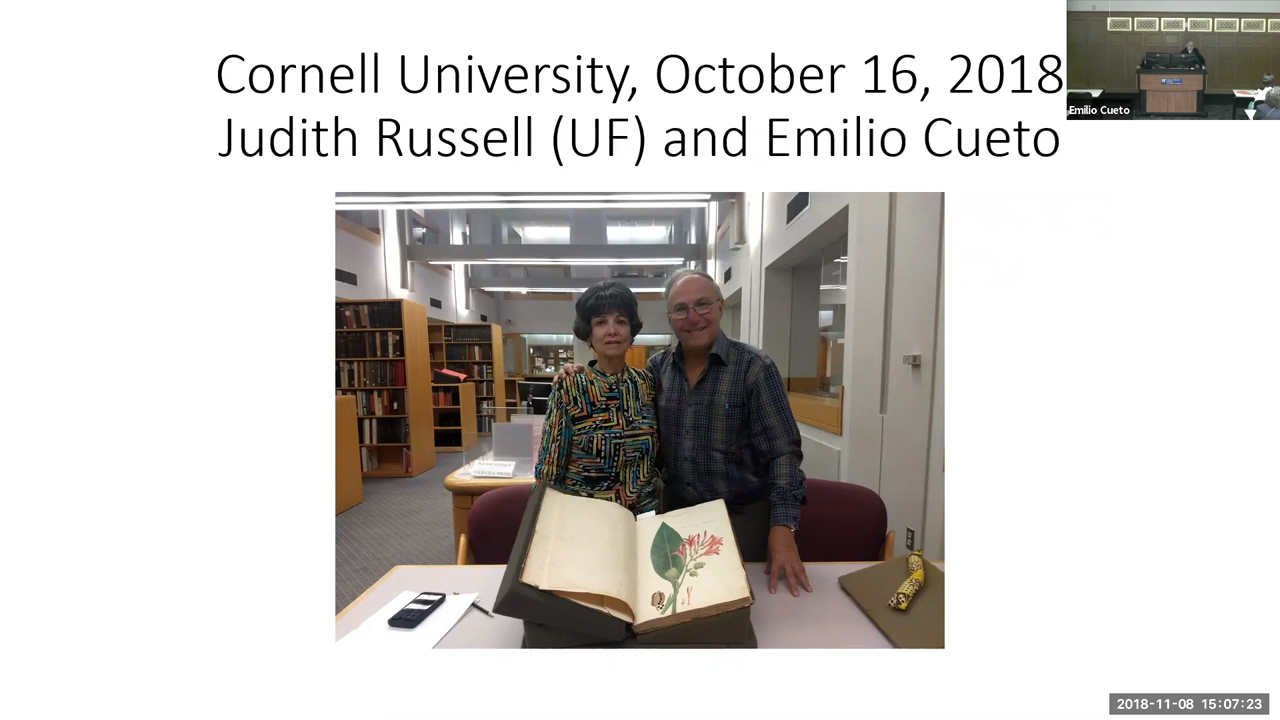 Cornell University, October 16, 2018
Judith Russell (UF) and Emilio Cueto
Emilio Cueto
2018-11-08 15:07:23